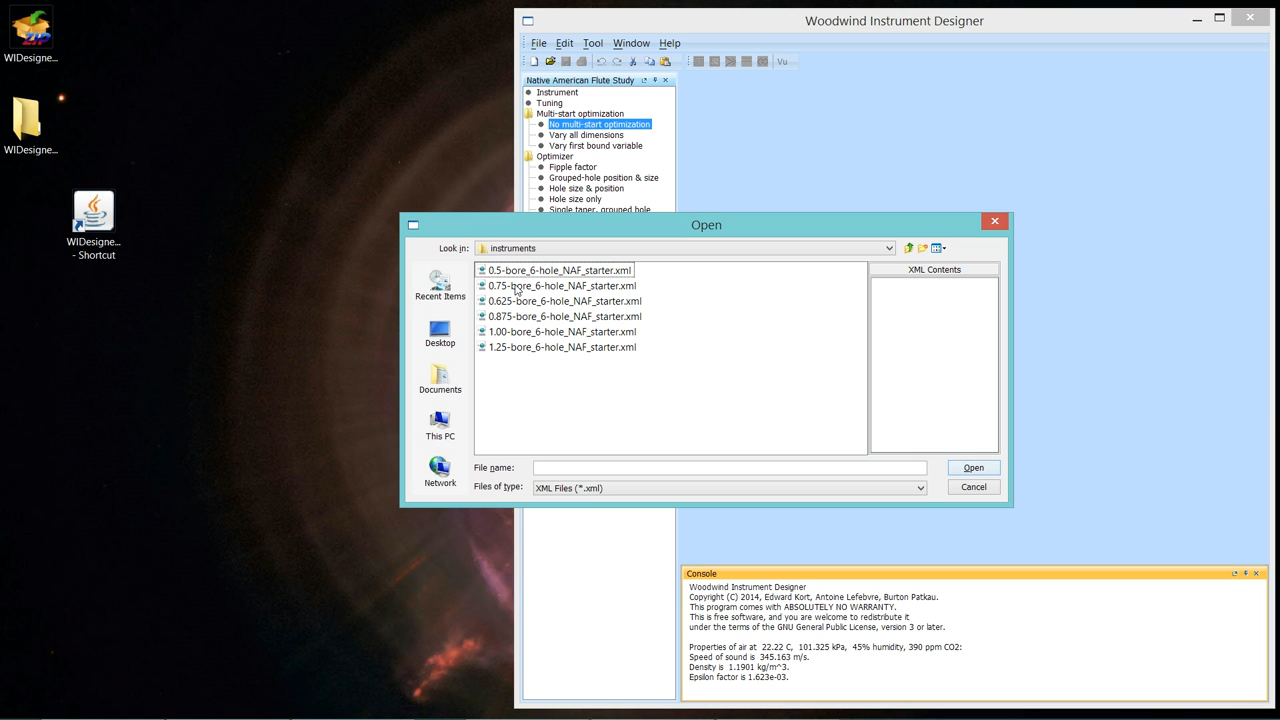 WIDesigne...
WIDesigne...
WIDesigne...
- Shortcut
Woodwind Instrument Designer
File Edit Tool Window Help
Vu
Native American Flute Study
Instrument
Tuning
Multi-start optimization
No multi-start optimization
Vary all dimensions
Vary first bound variable
Optimizer
Fipple factor
Grouped-hole position & size
Hole size & position
Hole size only
Single taper, grouped hole
Open
Look in: instruments
Recent Items
Desktop
Documents
This PC
Network
0.5-bore_6-hole_NAF_starter.xml
0.75-bore_6-hole_NAF_starter.xml
0.625-bore_6-hole_NAF_starter.xml
0.875-bore_6-hole_NAF_starter.xml
1.00-bore_6-hole_NAF_starter.xml
1.25-bore_6-hole_NAF_starter.xml
XML Contents
File name: Open
Files of type: XML Files (*.xml) Cancel
Console
Woodwind Instrument Designer
Copyright (C) 2014, Edward Kort, Antoine Lefebvre, Burton Patkau.
This program comes with ABSOLUTELY NO WARRANTY.
This is free software, and you are welcome to redistribute it
under the terms of the GNU General Public License, version 3 or later.
Properties of air at 22.22 C, 101.325 kPa, 45% humidity, 390 ppm CO2:
Speed of sound is 345.163 m/s.
Density is 1.1901 kg/m^3.
Epsilon factor is 1.623e-03.